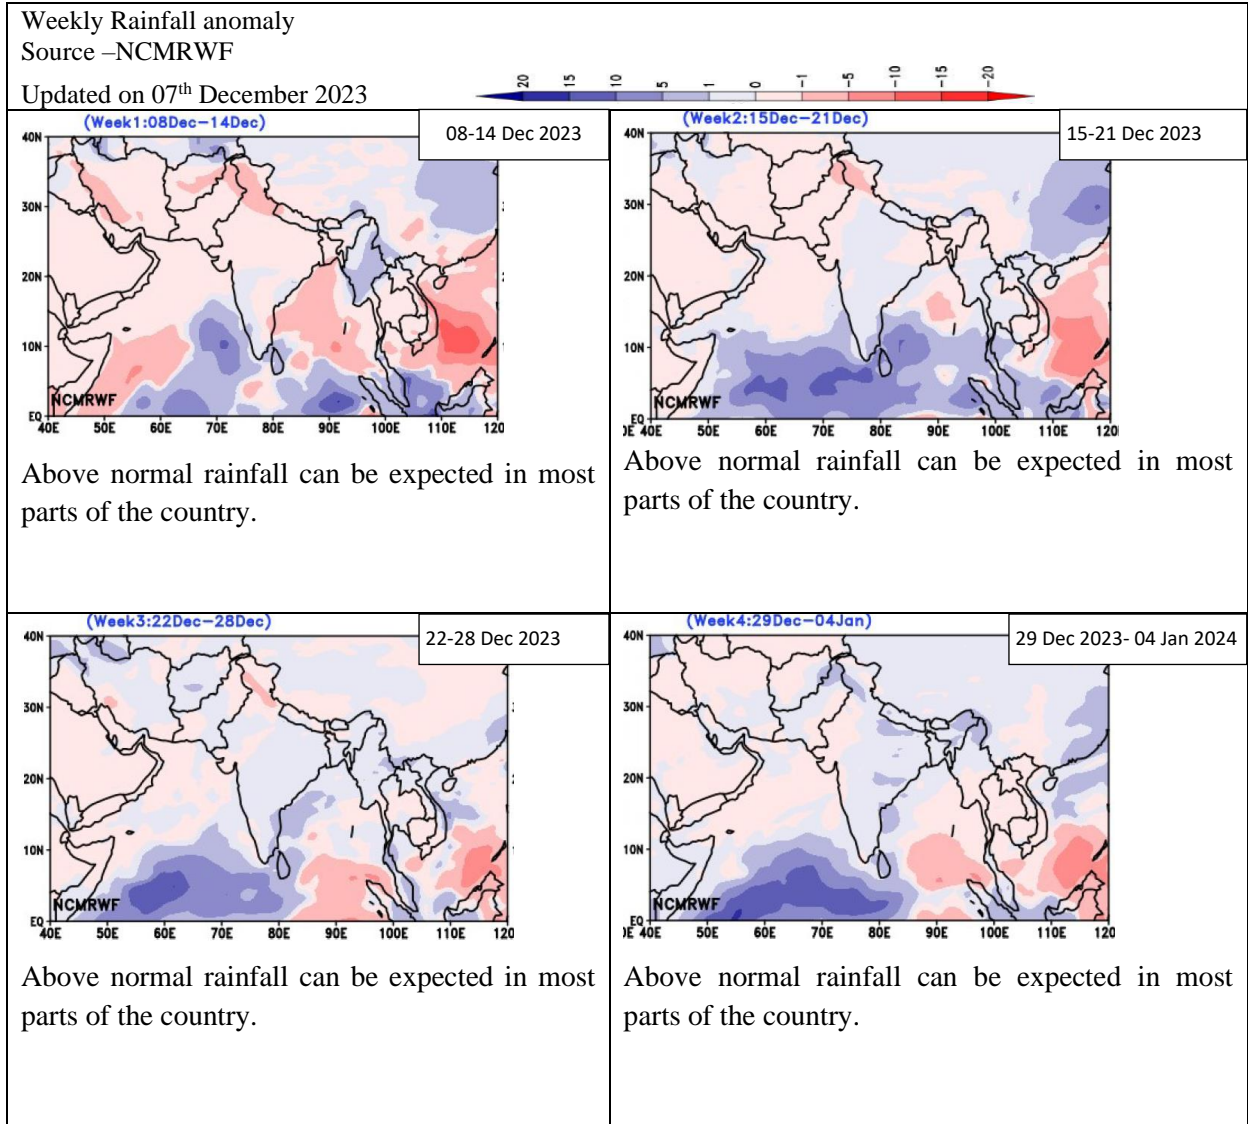 Weekly Rainfall anomaly
Source –NCMRWF
Updated on 07th December 2023
20 15 10 5 1 0 -1 -5 -10 -15 -20
(Week1:08Dec-14Dec)
08-14 Dec 2023
40N
30N
20N
10N
EQ
NCMRWF
40E 50E 60E 70E 80E 90E 100E 110E 120
Above normal rainfall can be expected in most
parts of the country.
(Week2:15Dec-21Dec)
15-21 Dec 2023
40N
30N
20N
10N
EQ
NCMRWF
0E 40E 50E 60E 70E 80E 90E 100E 110E 120
Above normal rainfall can be expected in most
parts of the country.
(Week3:22Dec-28Dec)
22-28 Dec 2023
40N
30N
20N
10N
EQ
NCMRWF
40E 50E 60E 70E 80E 90E 100E 110E 120
Above normal rainfall can be expected in most
parts of the country.
(Week4:29Dec-04Jan)
29 Dec 2023- 04 Jan 2024
40N
30N
20N
10N
EQ
NCMRWF
0E 40E 50E 60E 70E 80E 90E 100E 110E 120
Above normal rainfall can be expected in most
parts of the country.